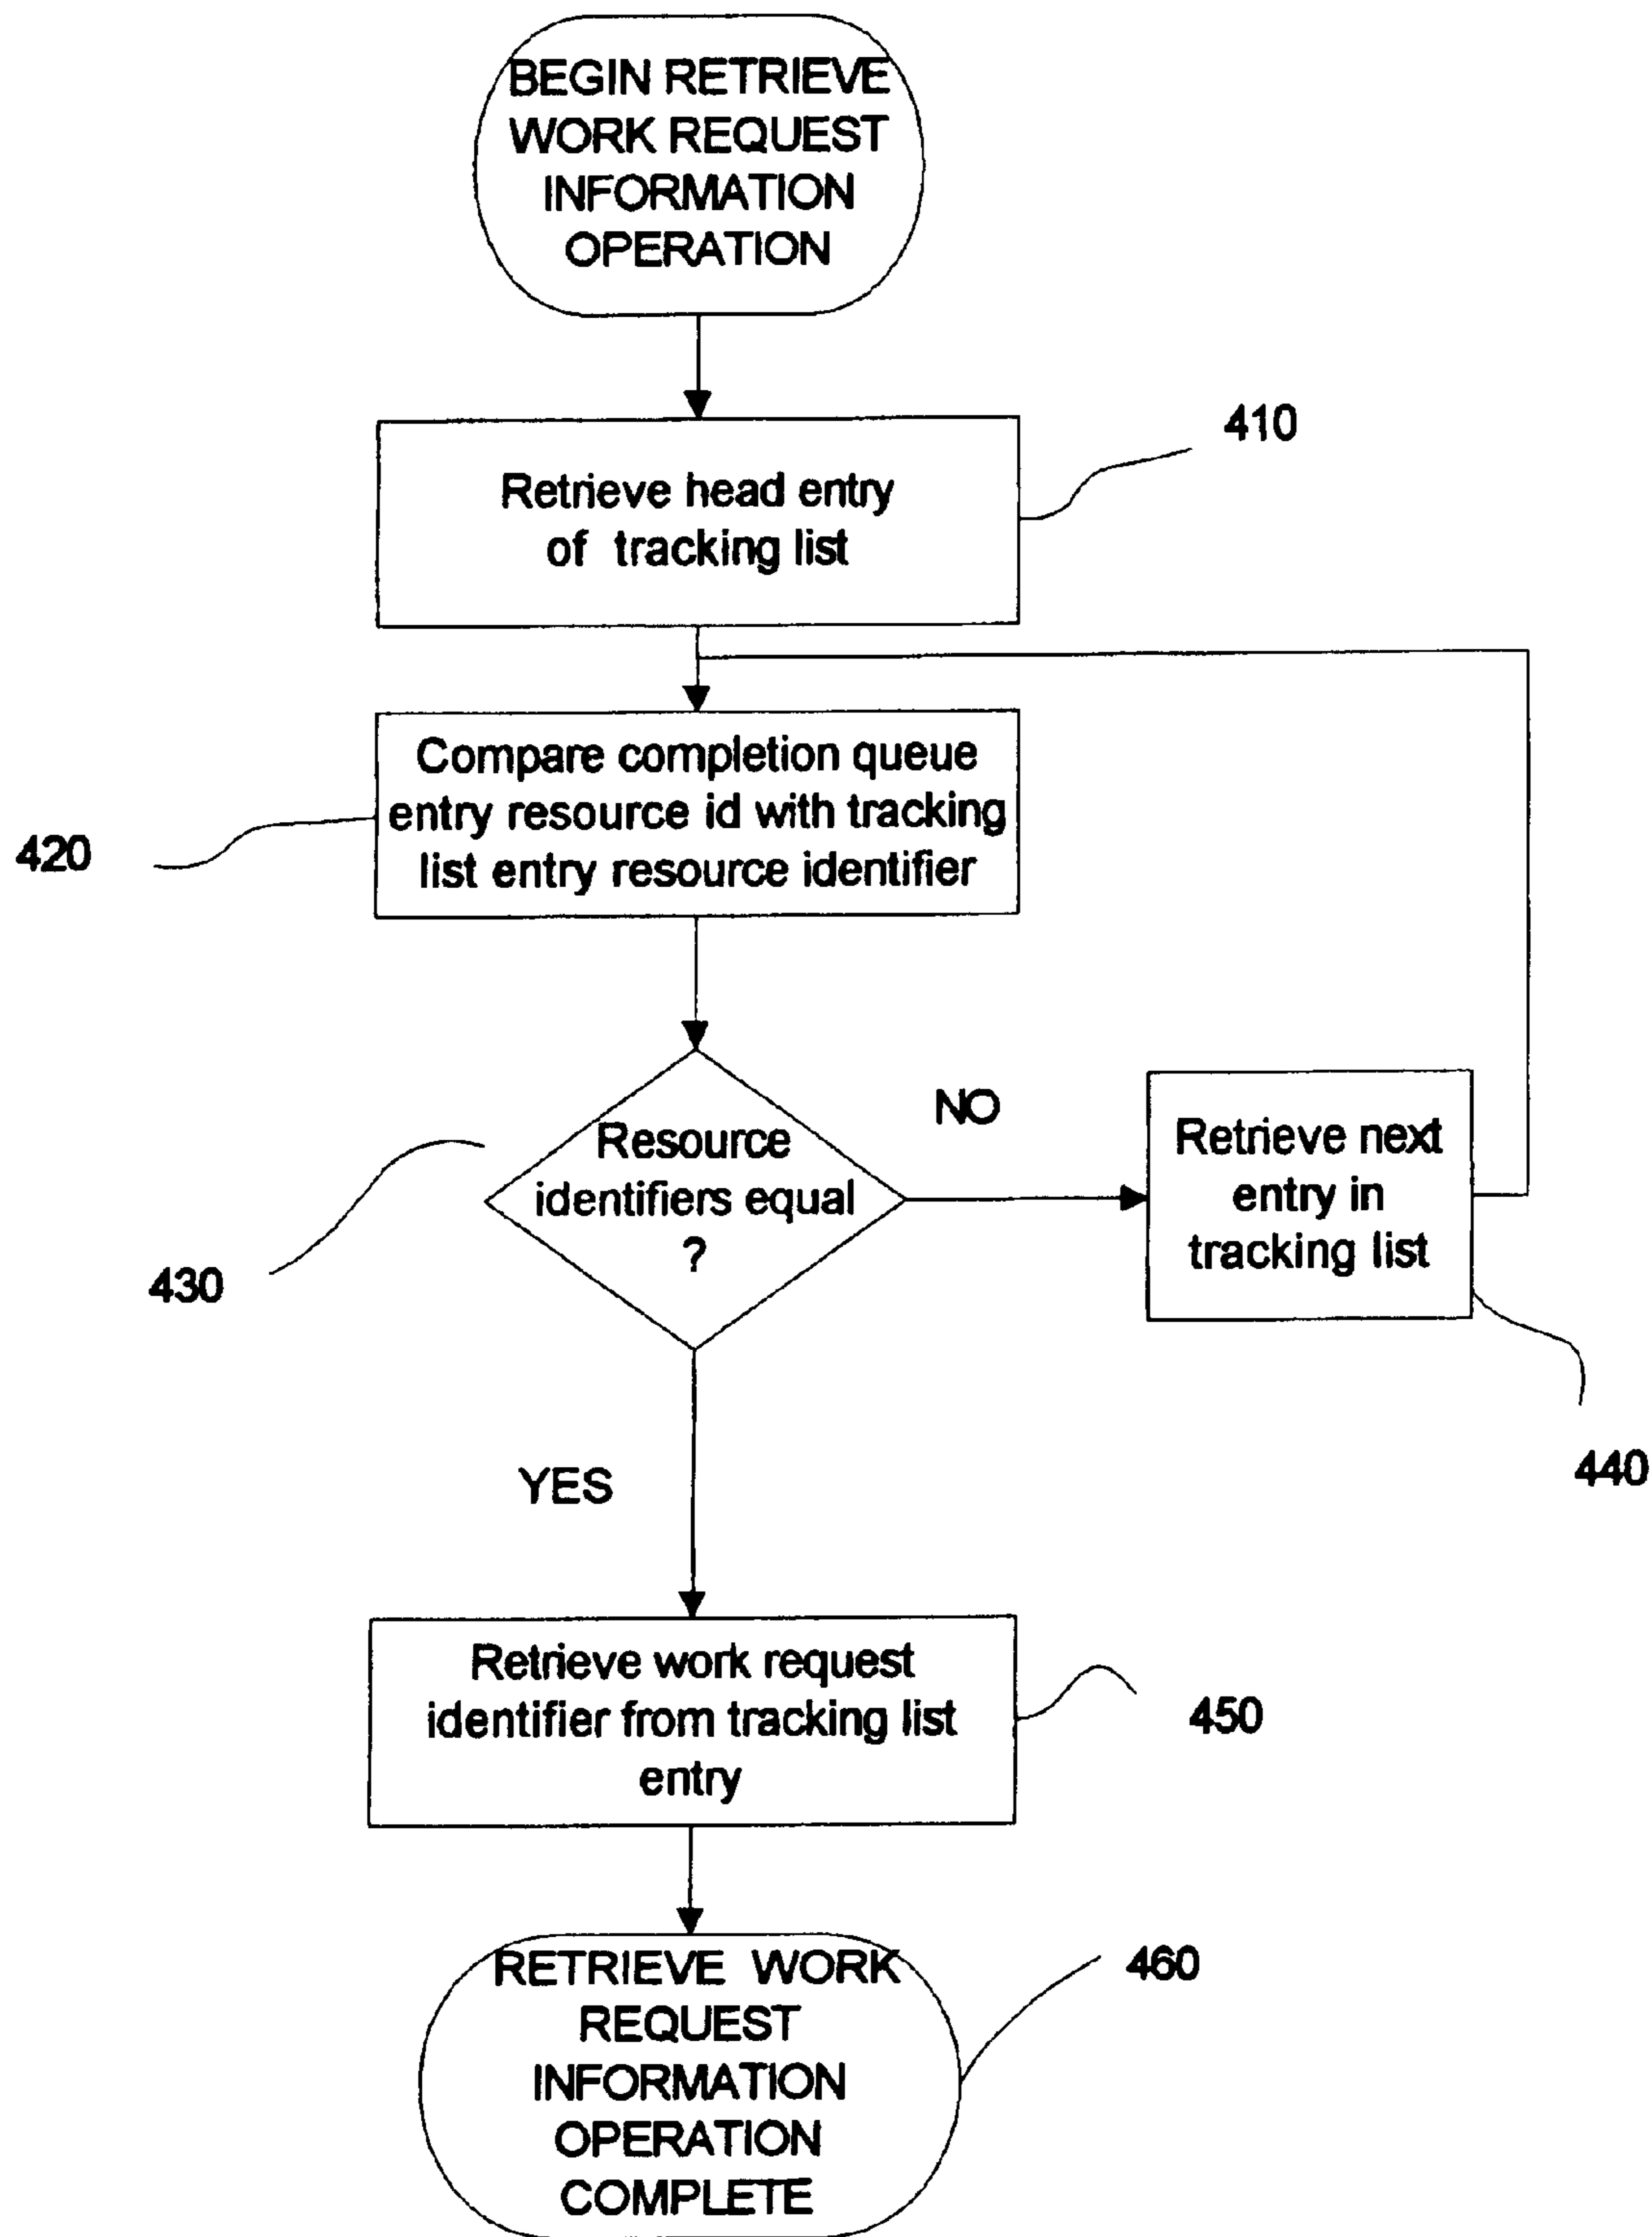 BEGIN RETRIEVE
WORK REQUEST
INFORMATION
OPERATION
410
Retrieve head entry
of tracking list
Compare completion queue
entry resource id with tracking
list entry resource identifier
420
NO
Resource
identifiers equal
?
Retrieve next
entry in
tracking list
430
440
YES
Retrieve work request
identifier from tracking list
entry
450
RETRIEVE WORK
REQUEST
INFORMATION
OPERATION
COMPLETE
460